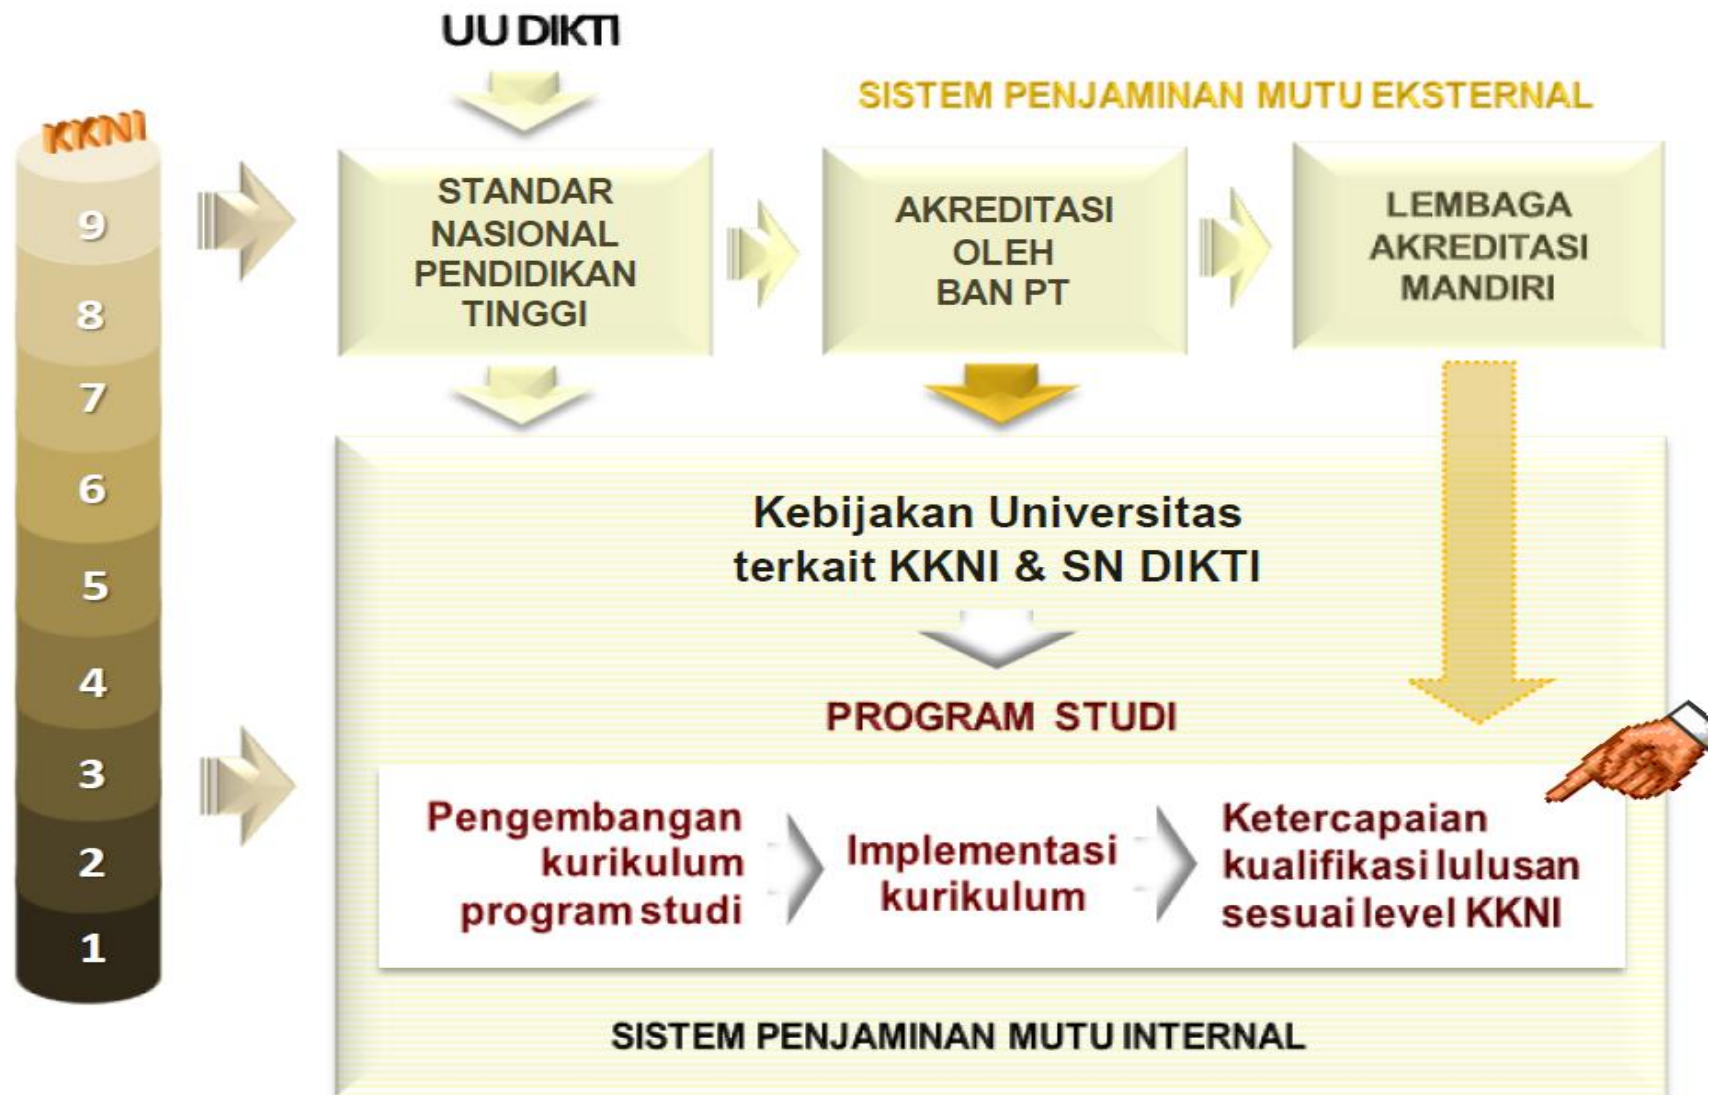 UU DIKTI
SISTEM PENJAMINAN MUTU EKSTERNAL
KKNI
9
8
7
6
5
4
3
2
1
STANDAR
NASIONAL
PENDIDIKAN
TINGGI
AKREDITASI
OLEH
BAN PT
LEMBAGA
AKREDITASI
MANDIRI
Kebijakan Universitas
terkait KKNI & SN DIKTI
PROGRAM STUDI
Pengembangan
kurikulum
program studi
Implementasi
kurikulum
Ketercapaian
kualifikasi lulusan
sesuai level KKNI
SISTEM PENJAMINAN MUTU INTERNAL